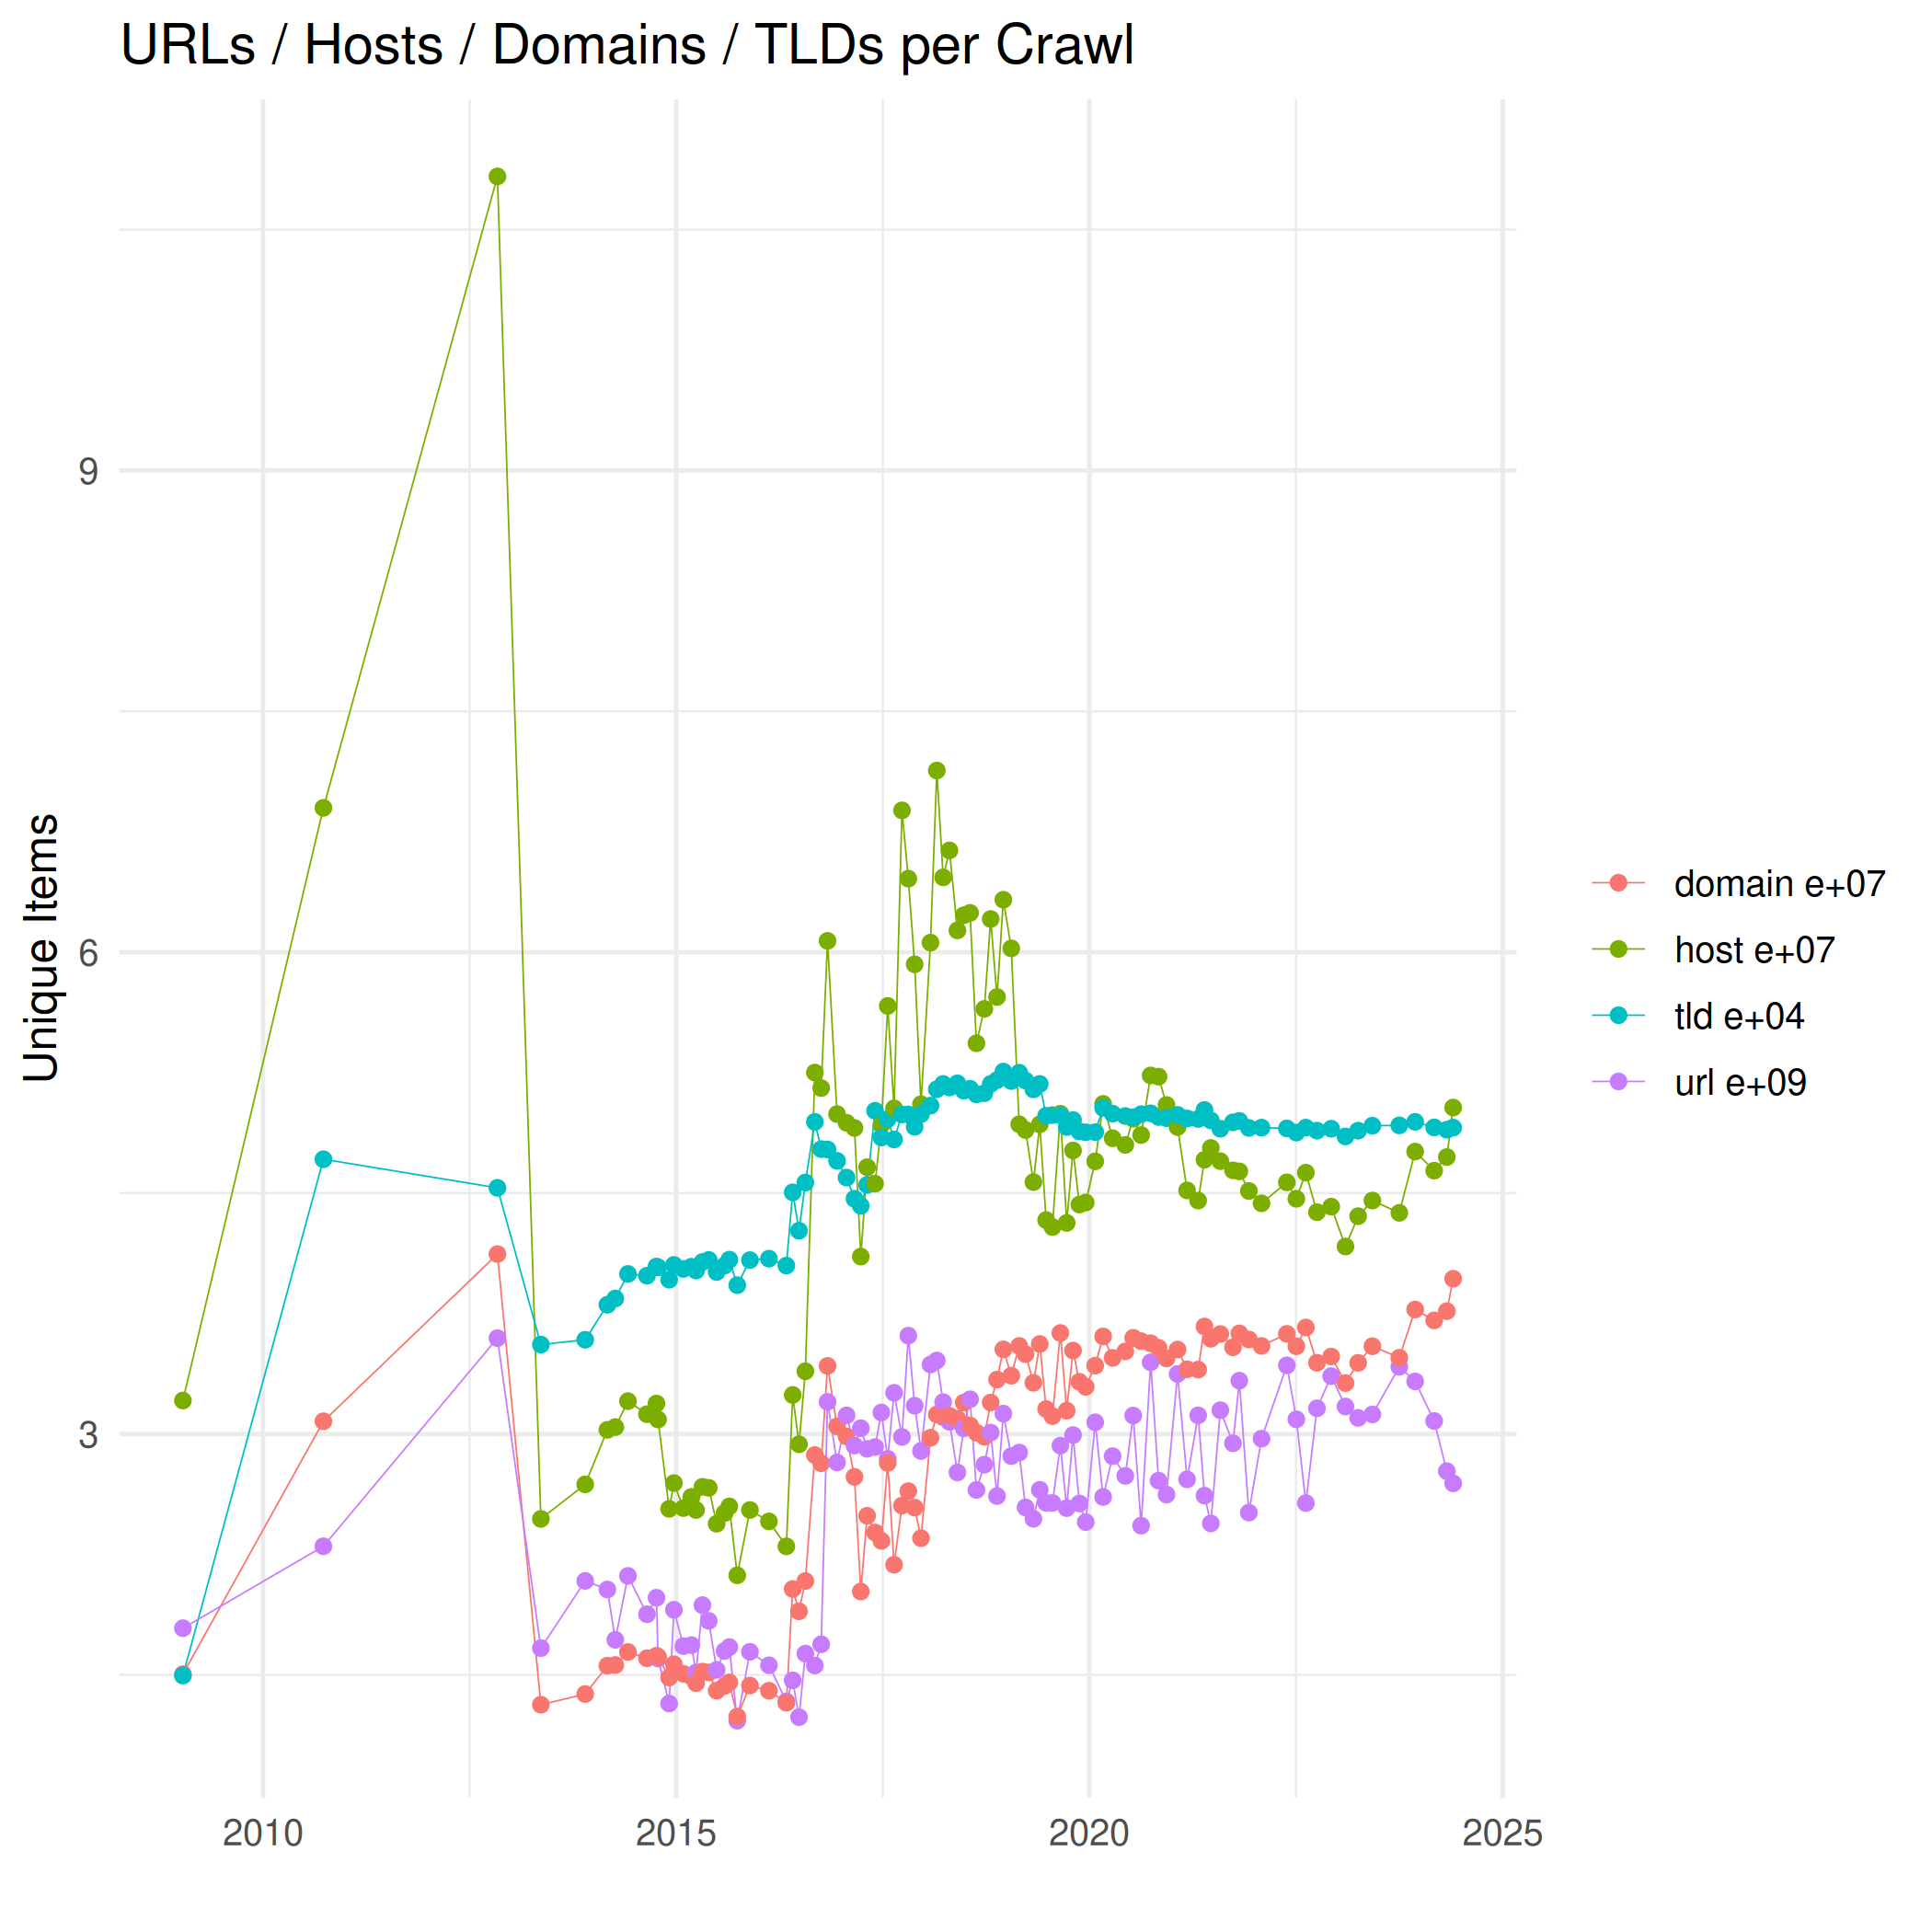 URLs / Hosts / Domains / TLDs per Crawl
Unique Items
9
6
3
2010
2015
2020
2025
domain e+07
host e+07
tld e+04
url e+09